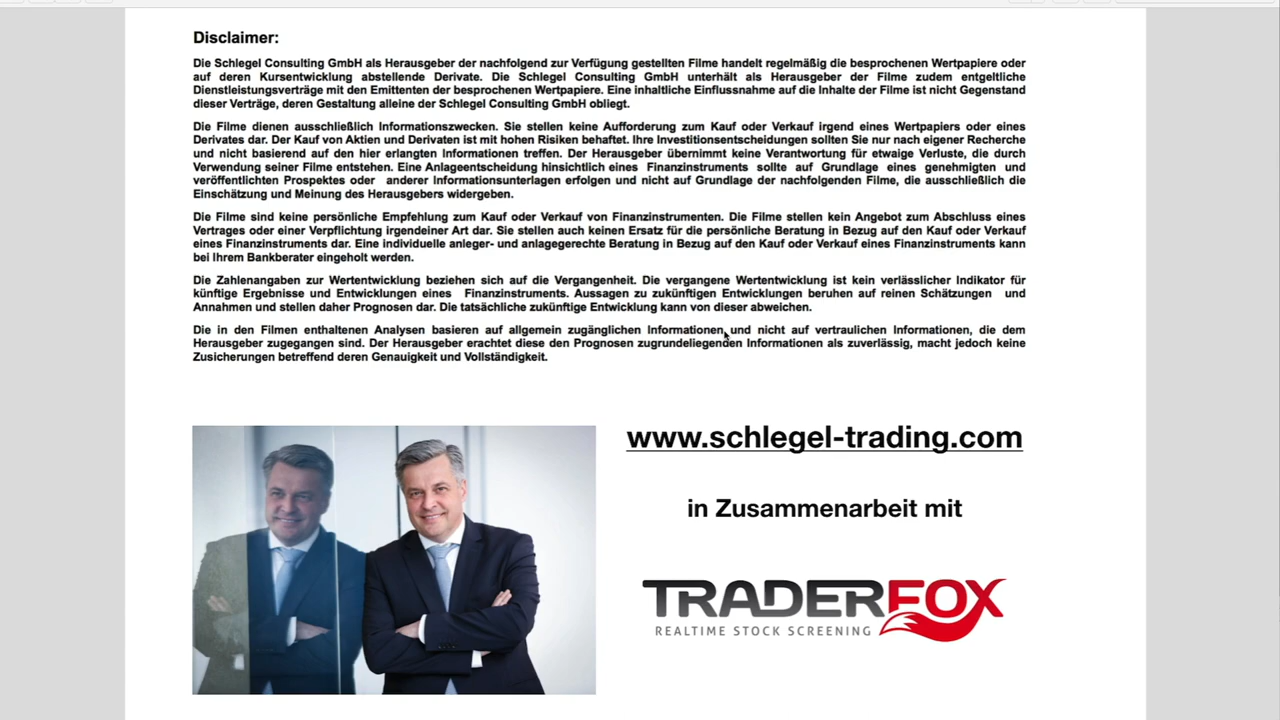 Disclaimer:
Die Schlegel Consulting GmbH als Herausgeber der nachfolgend zur Verfügung gestellten Filme handelt regelmäßig die besprochenen Wertpapiere oder
auf deren Kursentwicklung abstellende Derivate. Die Schlegel Consulting GmbH unterhält als Herausgeber der Filme zudem entgeltliche
Dienstleistungsverträge mit den Emittenten der besprochenen Wertpapiere. Eine inhaltliche Einflussnahme auf die Inhalte der Filme ist nicht Gegenstand
dieser Verträge, deren Gestaltung alleine der Schlegel Consulting GmbH obliegt.
Die Filme dienen ausschließlich Informationszwecken. Sie stellen keine Aufforderung zum Kauf oder Verkauf irgend eines Wertpapiers oder eines
Derivates dar. Der Kauf von Aktien und Derivaten ist mit hohen Risiken behaftet. Ihre Investitionsentscheidungen sollten Sie nur nach eigener Recherche
und nicht basierend auf den hier erlangten Informationen treffen. Der Herausgeber übernimmt keine Verantwortung für etwaige Verluste, die durch
Verwendung seiner Filme entstehen. Eine Anlageentscheidung hinsichtlich eines Finanzinstruments sollte auf Grundlage eines genehmigten und
veröffentlichten Prospektes oder anderer Informationsunterlagen erfolgen und nicht auf Grundlage der nachfolgenden Filme, die ausschließlich die
Einschätzung und Meinung des Herausgebers widergeben.
Die Filme sind keine persönliche Empfehlung zum Kauf oder Verkauf von Finanzinstrumenten. Die Filme stellen kein Angebot zum Abschluss eines
Vertrages oder einer Verpflichtung irgendeiner Art dar. Sie stellen auch keinen Ersatz für die persönliche Beratung in Bezug auf den Kauf oder Verkauf
eines Finanzinstruments dar. Eine individuelle anleger- und anlagegerechte Beratung in Bezug auf den Kauf oder Verkauf eines Finanzinstruments kann
bei Ihrem Bankberater eingeholt werden.
Die Zahlenangaben zur Wertentwicklung beziehen sich auf die Vergangenheit. Die vergangene Wertentwicklung ist kein verlässlicher Indikator für
künftige Ergebnisse und Entwicklungen eines Finanzinstruments. Aussagen zu zukünftigen Entwicklungen beruhen auf reinen Schätzungen und
Annahmen und stellen daher Prognosen dar. Die tatsächliche zukünftige Entwicklung kann von dieser abweichen.
Die in den Filmen enthaltenen Analysen basieren auf allgemein zugänglichen Informationen und nicht auf vertraulichen Informationen, die dem
Herausgeber zugegangen sind. Der Herausgeber erachtet diese den Prognosen zugrundeliegenden Informationen als zuverlässig, macht jedoch keine
Zusicherungen betreffend deren Genauigkeit und Vollständigkeit.
www.schlegel-trading.com
in Zusammenarbeit mit
TRADERFOX
REALTIME STOCK SCREENING